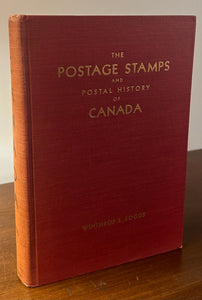 THE
POSTAGE STAMPS
AND
POSTAL HISTORY
OF
CANADA
WINTHROP S. BOGGS